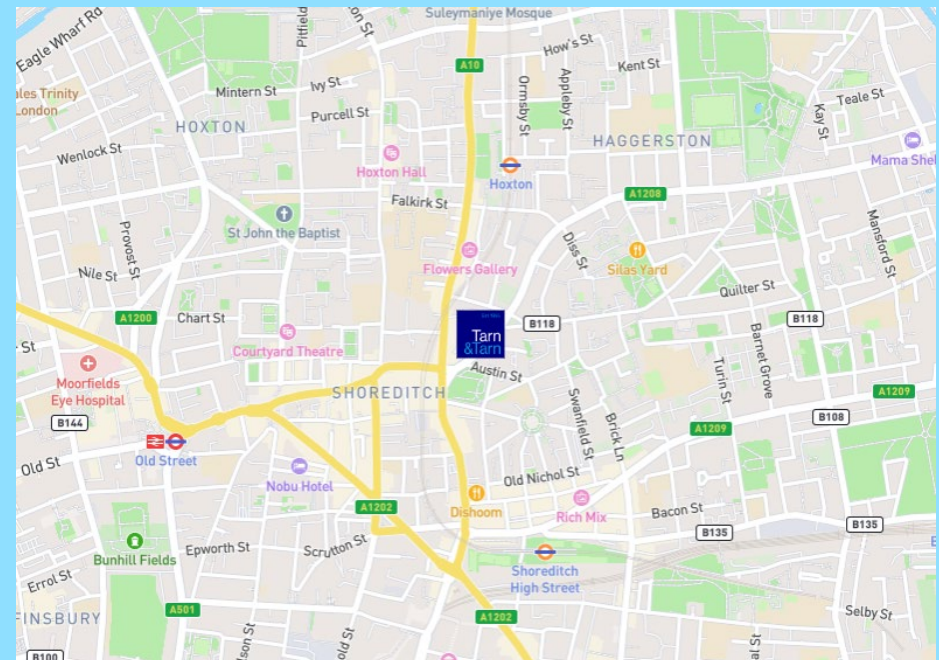 Eagle Wharf Rd
Pitfield
Suleymaniye Mosque
A10
How's St
Kent St
Ormsby St
Appleby St
Teale St
Kay St
Mintern St
Ivy St
Purcell St
ales Trinity
London
HOXTON
HAGGERSTON
Wenlock St
Hoxton Hall
Hoxton
Mama Shel
A1208
Falkirk St
St John the Baptist
Mansford St
Provost St
Diss St
Flowers Gallery
Silas Yard
Nile St
Quilter St
A1200
Chart St
B118
B118
Tarn
&Tarn
Courtyard Theatre
Barnet Grove
r St
Moorfields
Eye Hospital
Austin St
Turin St
SHOREDITCH
A1209
Swanfield St
Brick Ln
B144
A1209
B108
Old St
Old Street
Nobu Hotel
Old Nichol St
Dishoom
Rich Mix
A1202
Bacon St
B135
B135
Bunhill Fields
Epworth St
Scrutton St
Shoreditch
High Street
Errol St
A501
A1202
Selby St
FINSBURY
B100